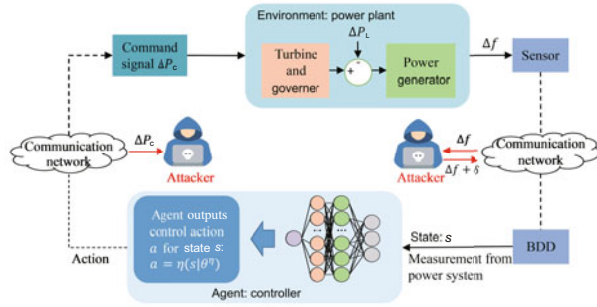 Environment: power plant
Command
signal ΔP_C
Turbine and
governer
ΔP_L
+
+
Power
generator
Δf
Sensor
Communication
network
ΔP_C
Attacker
Attacker
Δf
Δf + δ
Communication
network
Action
Agent outputs
control action
a for state s:
a = η(s|θ^η)
...
...
Agent: controller
State: s
Measurement from
power system
BDD